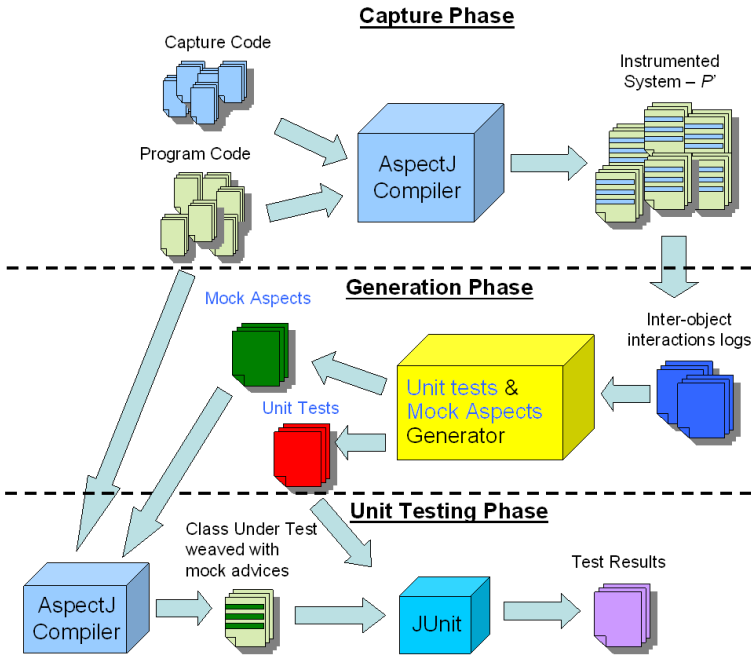 Capture Phase
Capture Code
Instrumented
System – P'
Program Code
AspectJ
Compiler
Generation Phase
Mock Aspects
Inter-object
interactions logs
Unit tests &
Mock Aspects
Generator
Unit Tests
Unit Testing Phase
Class Under Test
weaved with
mock advices
Test Results
AspectJ
Compiler
JUnit